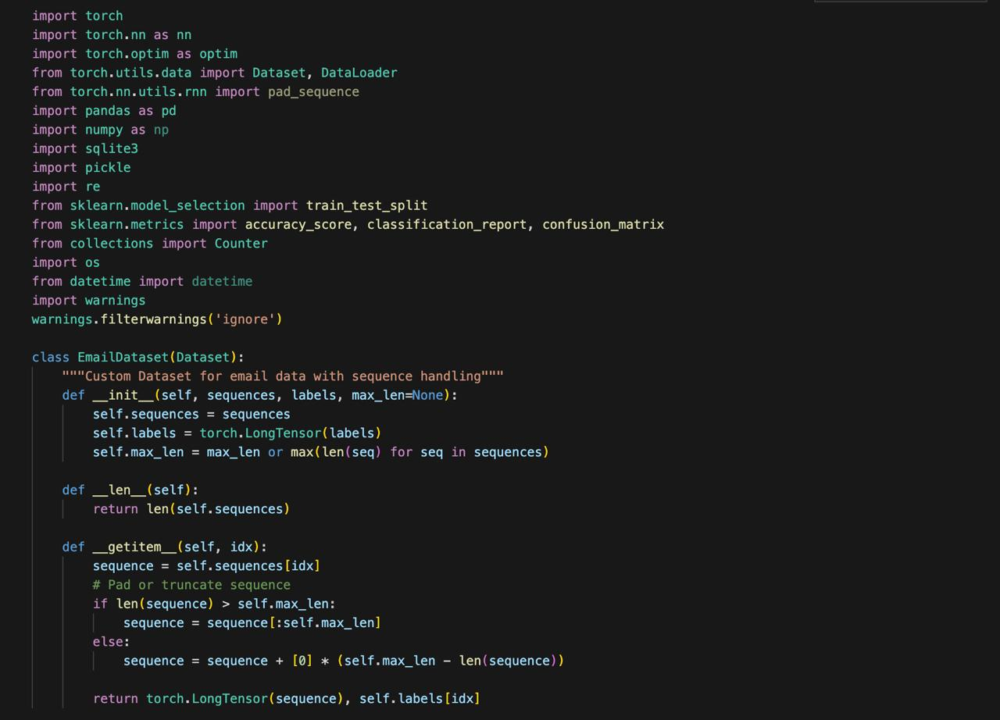 import torch
import torch.nn as nn
import torch.optim as optim
from torch.utils.data import Dataset, DataLoader
from torch.nn.utils.rnn import pad_sequence
import pandas as pd
import numpy as np
import sqlite3
import pickle
import re
from sklearn.model_selection import train_test_split
from sklearn.metrics import accuracy_score, classification_report, confusion_matrix
from collections import Counter
import os
from datetime import datetime
import warnings
warnings.filterwarnings('ignore')

class EmailDataset(Dataset):
    """Custom Dataset for email data with sequence handling"""
    def __init__(self, sequences, labels, max_len=None):
        self.sequences = sequences
        self.labels = torch.LongTensor(labels)
        self.max_len = max_len or max(len(seq) for seq in sequences)

    def __len__(self):
        return len(self.sequences)

    def __getitem__(self, idx):
        sequence = self.sequences[idx]
        # Pad or truncate sequence
        if len(sequence) > self.max_len:
            sequence = sequence[:self.max_len]
        else:
            sequence = sequence + [0] * (self.max_len - len(sequence))

        return torch.LongTensor(sequence), self.labels[idx]